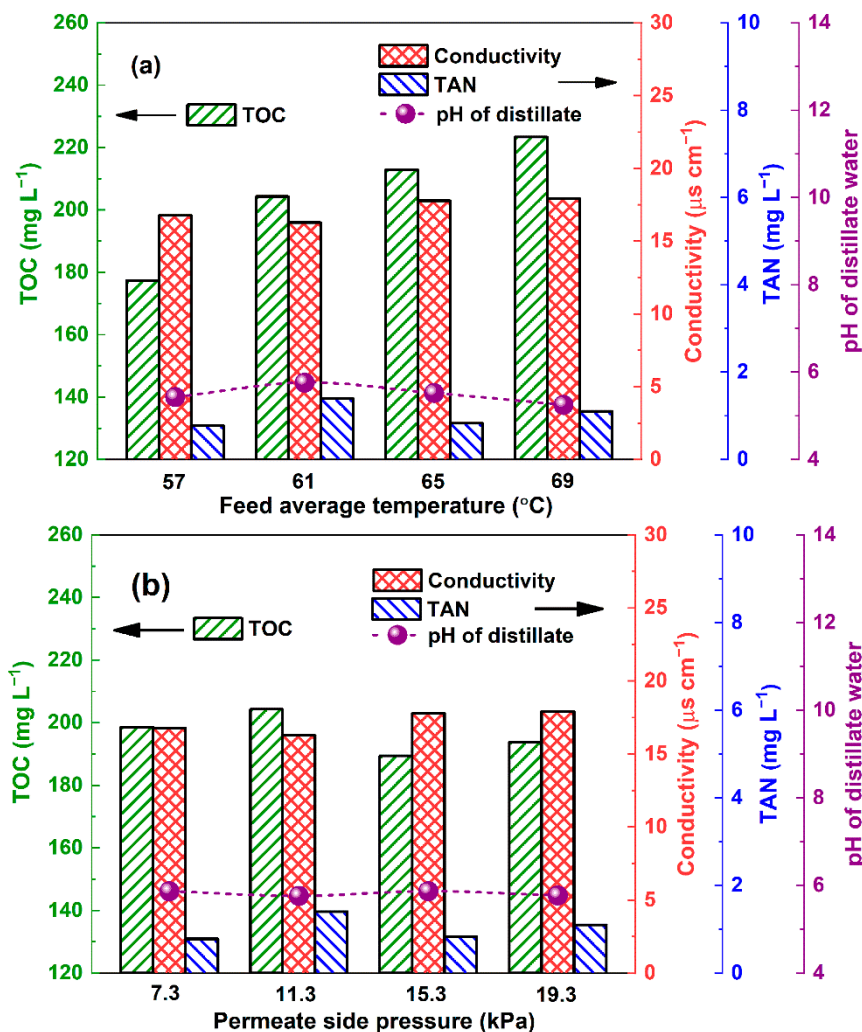 (a)
Conductivity
TAN
TOC
pH of distillate
260
240
220
200
180
160
140
120
TOC (mg L⁻¹)
30
25
20
15
10
5
0
Conductivity (μs cm⁻¹)
10
8
6
4
2
0
TAN (mg L⁻¹)
14
12
10
8
6
4
pH of distillate water
57 61 65 69
Feed average temperature (°C)
(b)
Conductivity
TAN
TOC
pH of distillate
260
240
220
200
180
160
140
120
TOC (mg L⁻¹)
30
25
20
15
10
5
0
Conductivity (μs cm⁻¹)
10
8
6
4
2
0
TAN (mg L⁻¹)
14
12
10
8
6
4
pH of distillate water
7.3 11.3 15.3 19.3
Permeate side pressure (kPa)